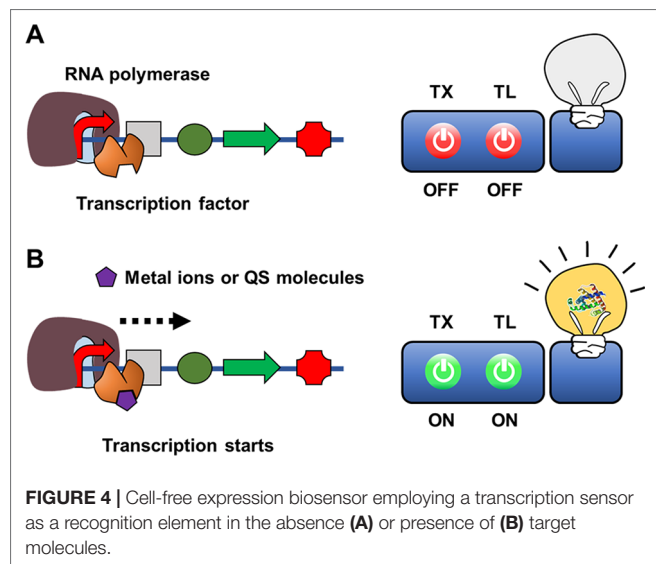 A
RNA polymerase
TX TL
Transcription factor
OFF OFF
B
Metal ions or QS molecules
TX TL
Transcription starts
ON ON
FIGURE 4 | Cell-free expression biosensor employing a transcription sensor
as a recognition element in the absence (A) or presence of (B) target
molecules.